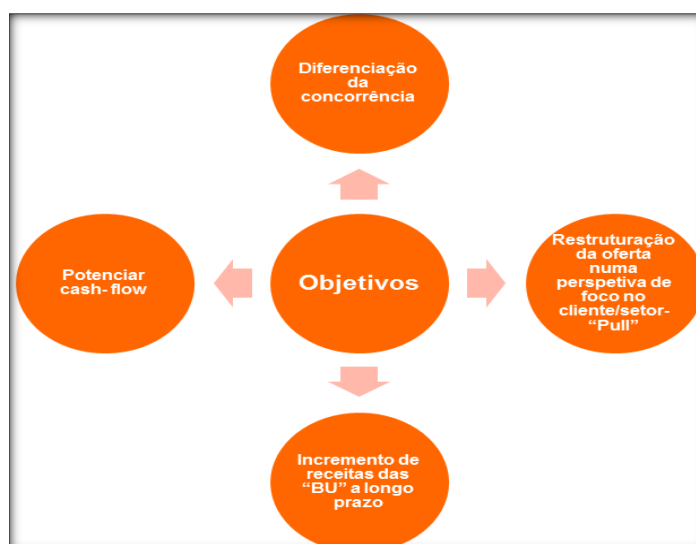 Diferenciação
da
concorrência
Potenciar
cash- flow
Objetivos
Restruturação
da oferta
numa
perspetiva de
foco no
cliente/setor-
“Pull”
Incremento de
receitas das
“BU” a longo
prazo